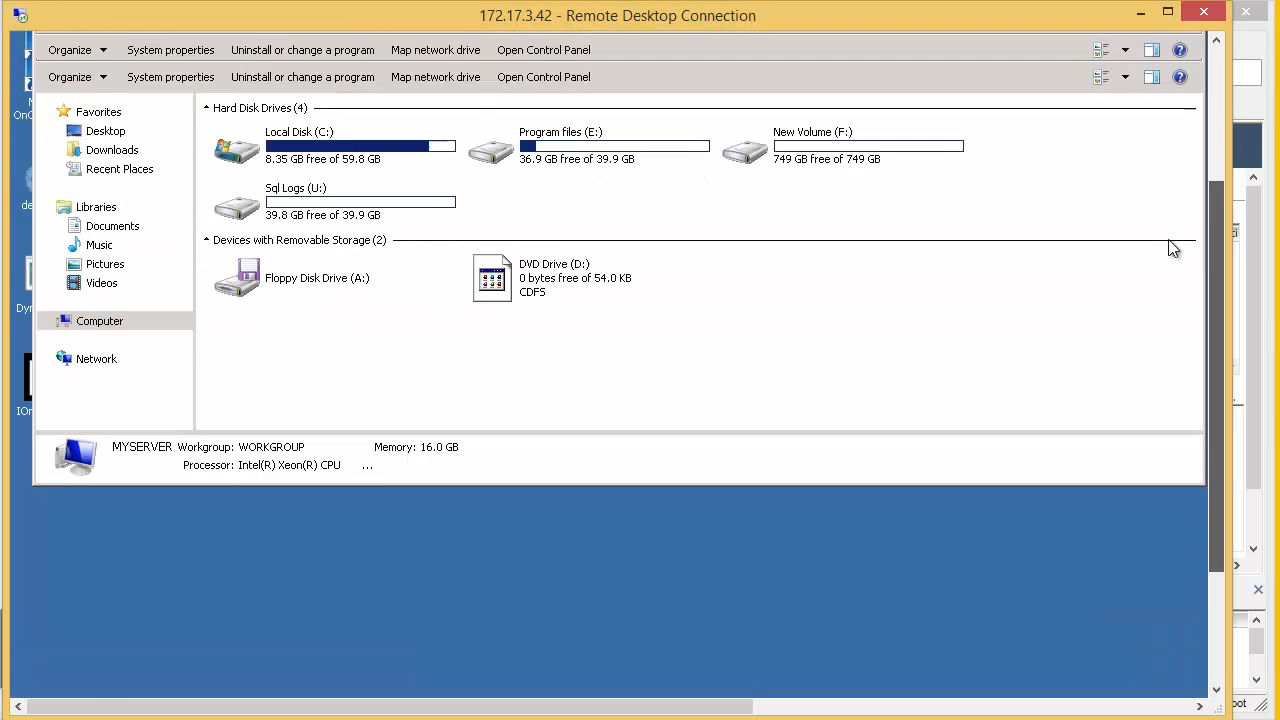 172.17.3.42 - Remote Desktop Connection
Organize System properties Uninstall or change a program Map network drive Open Control Panel
Organize System properties Uninstall or change a program Map network drive Open Control Panel
Favorites
Desktop
Downloads
Recent Places
Libraries
Documents
Music
Pictures
Videos
Computer
Network
Hard Disk Drives (4)
Local Disk (C:)
8.35 GB free of 59.8 GB
Program files (E:)
36.9 GB free of 39.9 GB
New Volume (F:)
749 GB free of 749 GB
Sql Logs (U:)
39.8 GB free of 39.9 GB
Devices with Removable Storage (2)
Floppy Disk Drive (A:)
DVD Drive (D:)
0 bytes free of 54.0 KB
CDFS
MYSERVER Workgroup: WORKGROUP Memory: 16.0 GB
Processor: Intel(R) Xeon(R) CPU ...
OnC
de
Dyn
IOn
oot